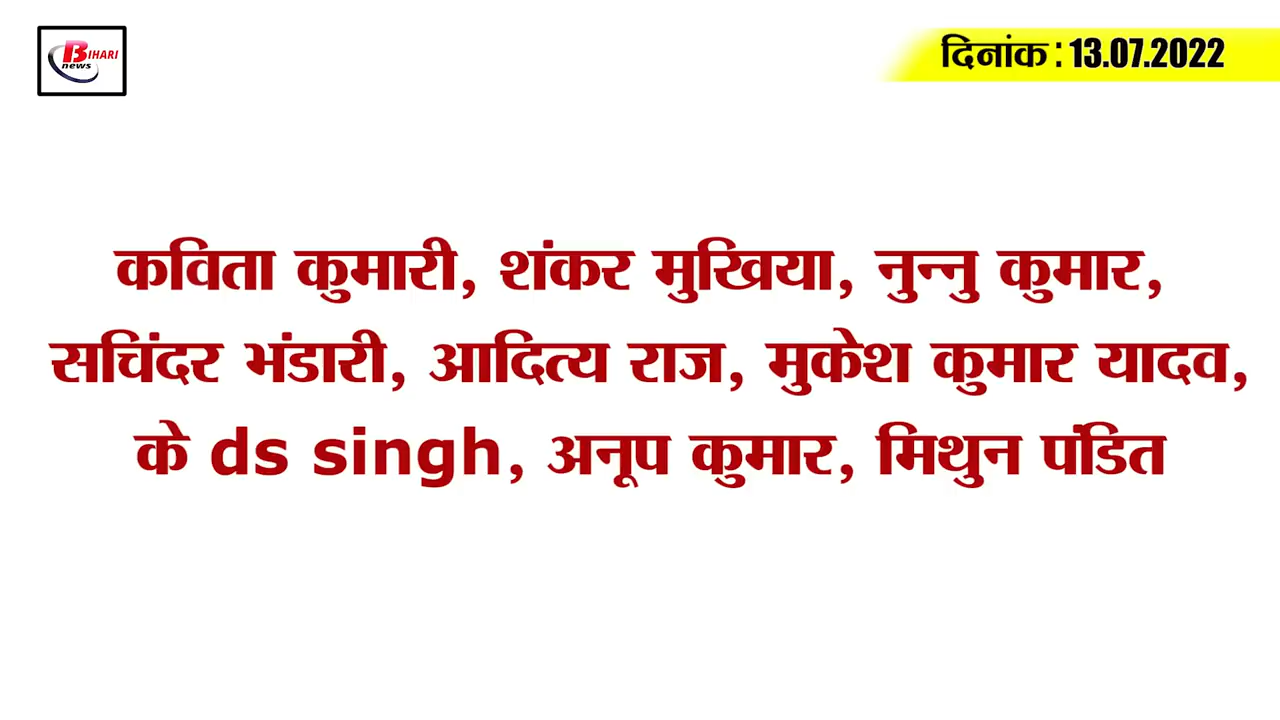 BIHARI
news
दिनांक : 13.07.2022
कविता कुमारी, शंकर मुखिया, नुन्नु कुमार,
सचिंदर भंडारी, आदित्य राज, मुकेश कुमार यादव,
के ds singh, अनूप कुमार, मिथुन पंडित